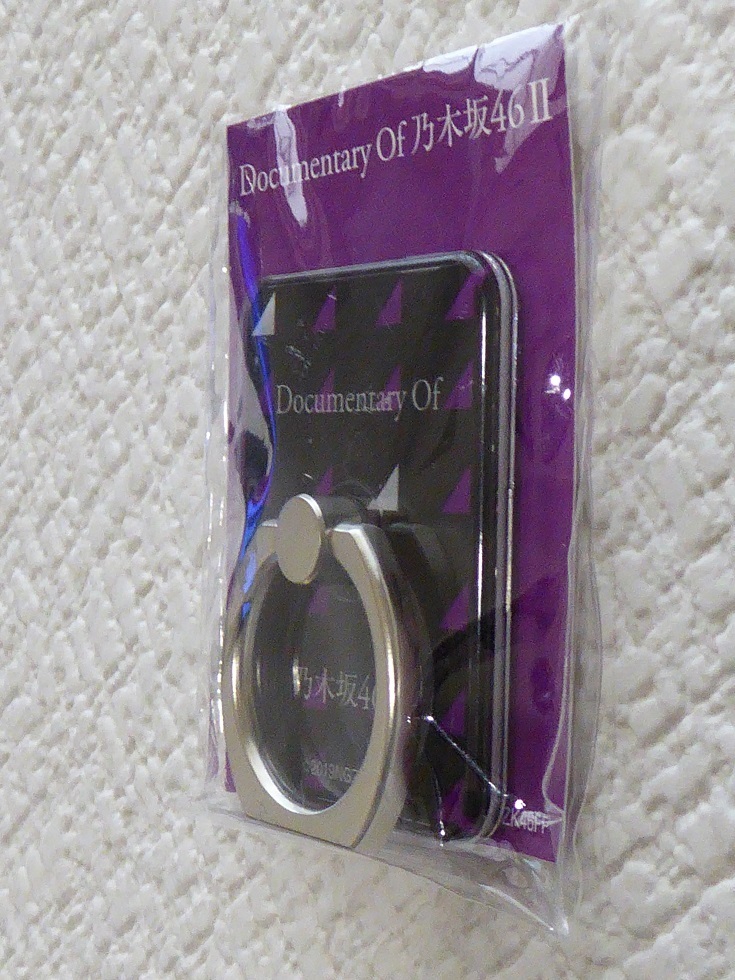 Documentary Of 乃木坂46 II
Documentary Of
乃木坂46